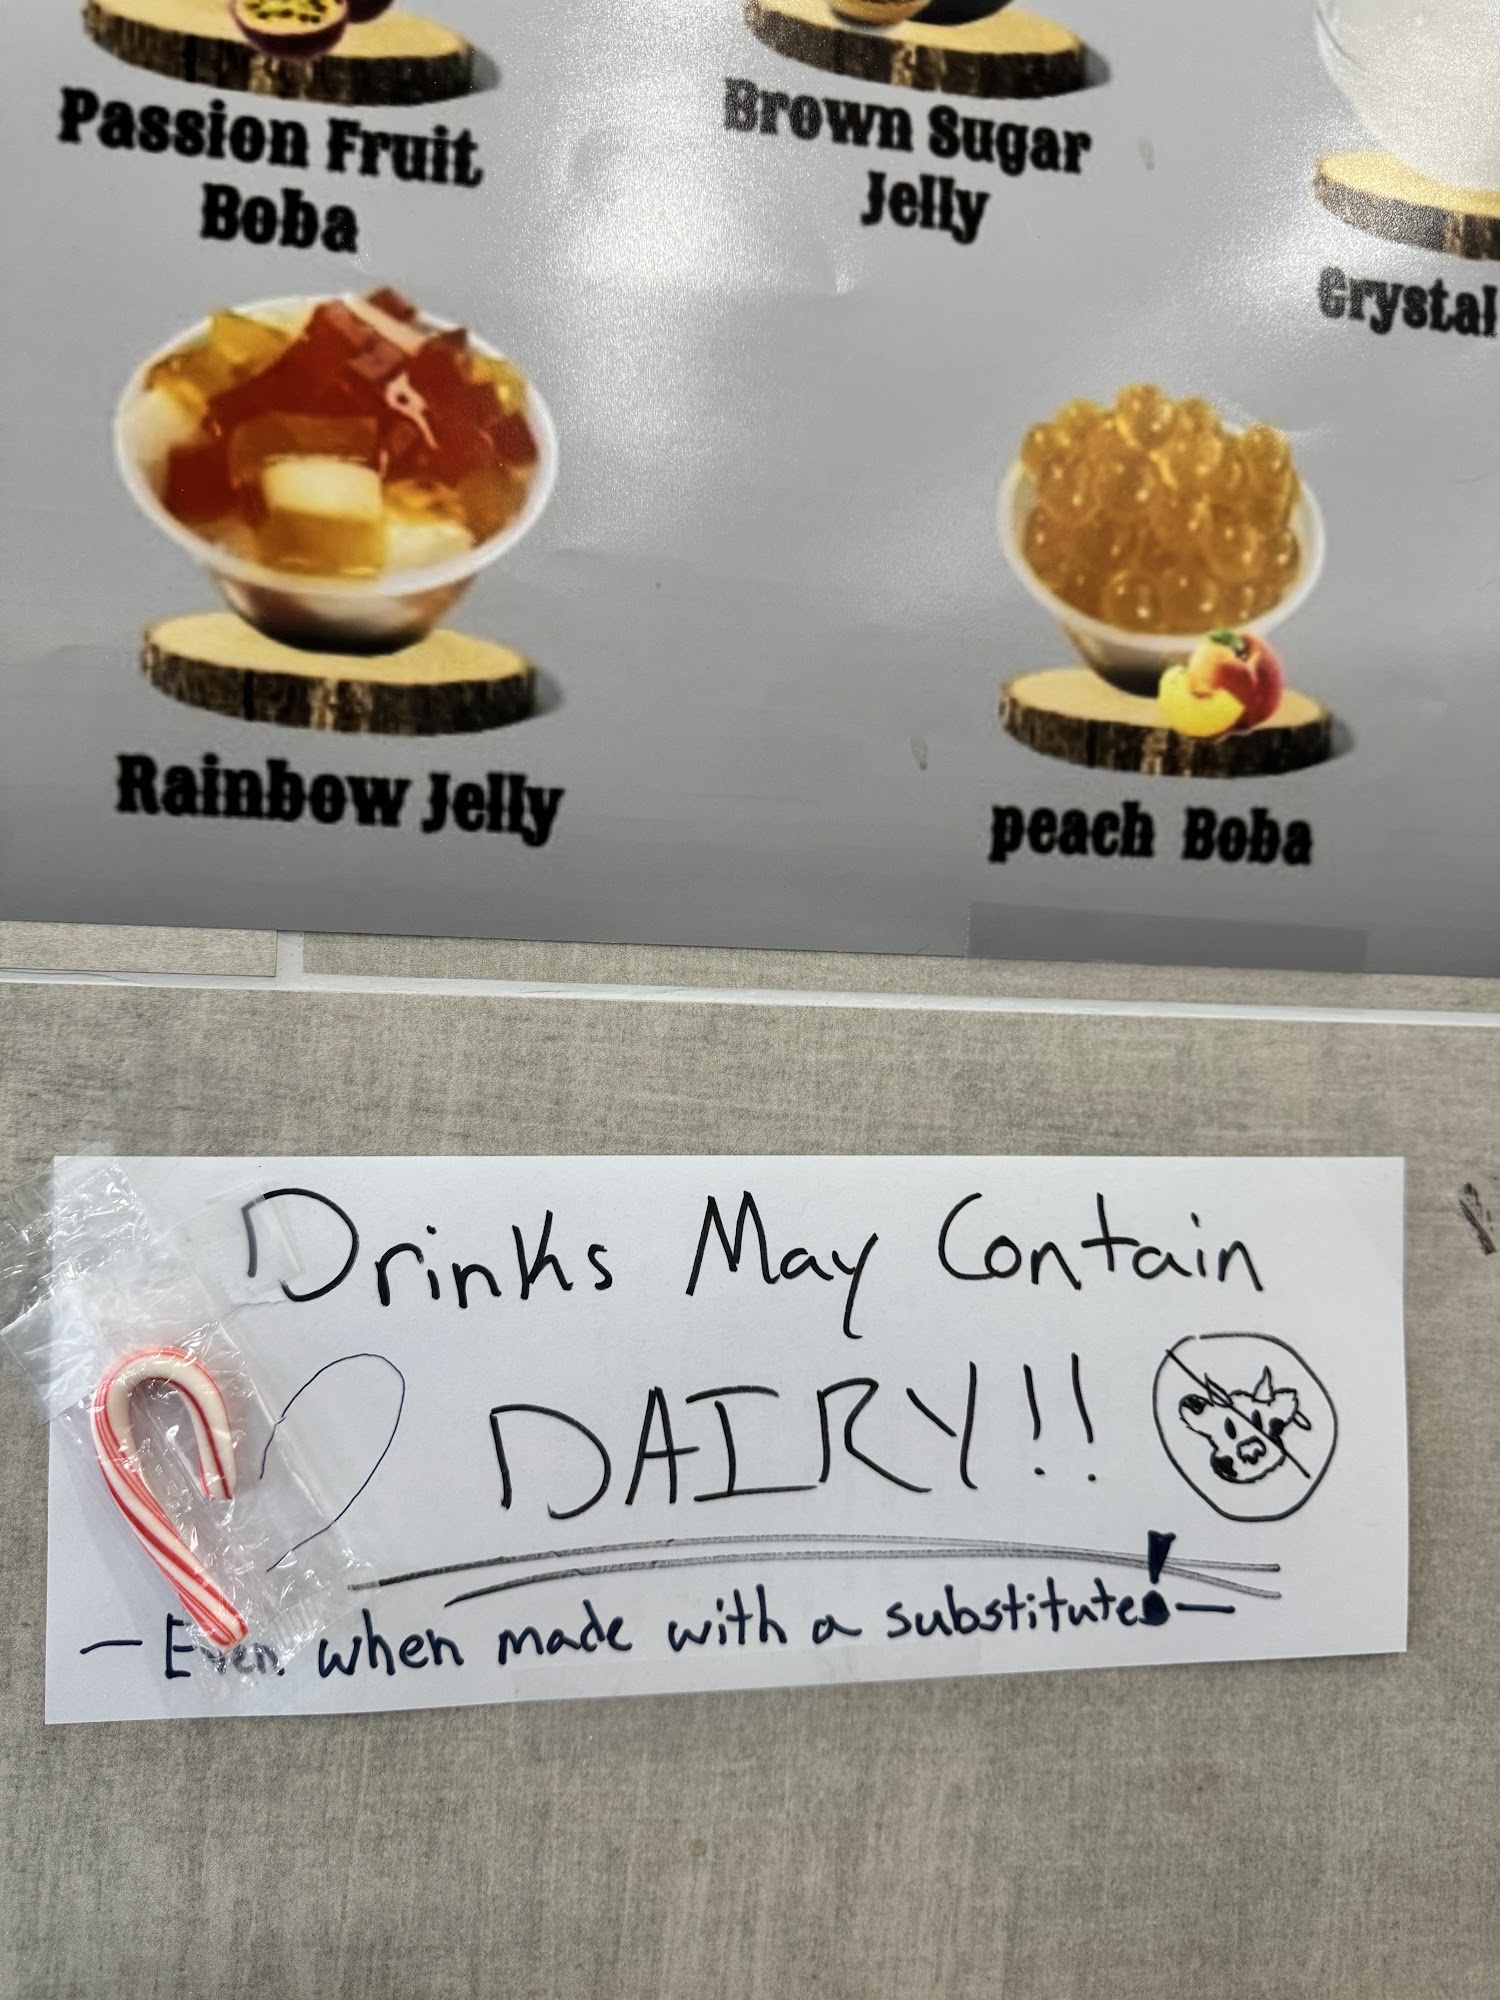 Passion Fruit
Boba
Brown Sugar
Jelly
Crystal
Rainbow Jelly
peach Boba
Drinks May Contain
DAIRY!!
- Even when made with a substitute! -